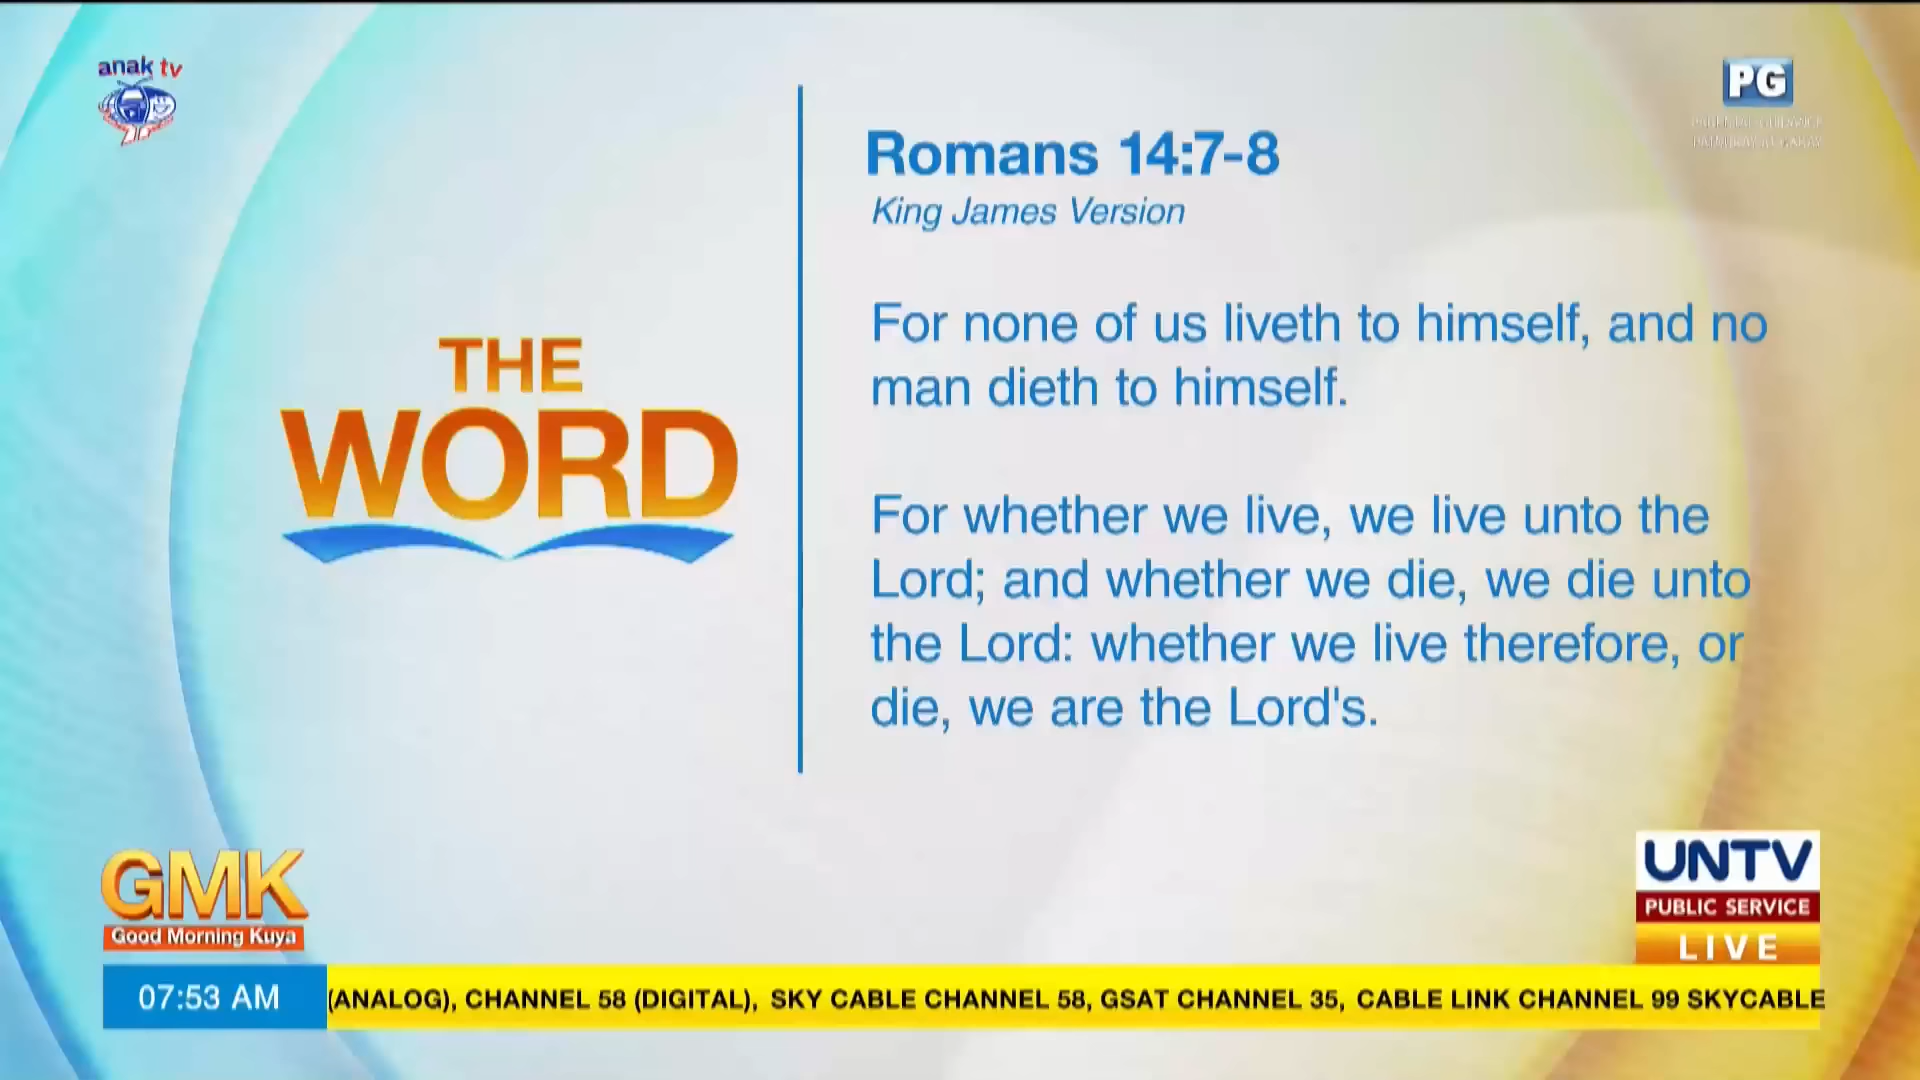 anak tv
PG
Romans 14:7-8
King James Version
For none of us liveth to himself, and no
man dieth to himself.
For whether we live, we live unto the
Lord; and whether we die, we die unto
the Lord: whether we live therefore, or
die, we are the Lord's.
THE
WORD
GMK
Good Morning Kuya
UNTV
PUBLIC SERVICE
LIVE
07:53 AM
(ANALOG), CHANNEL 58 (DIGITAL), SKY CABLE CHANNEL 58, GSAT CHANNEL 35, CABLE LINK CHANNEL 99 SKYCABLE